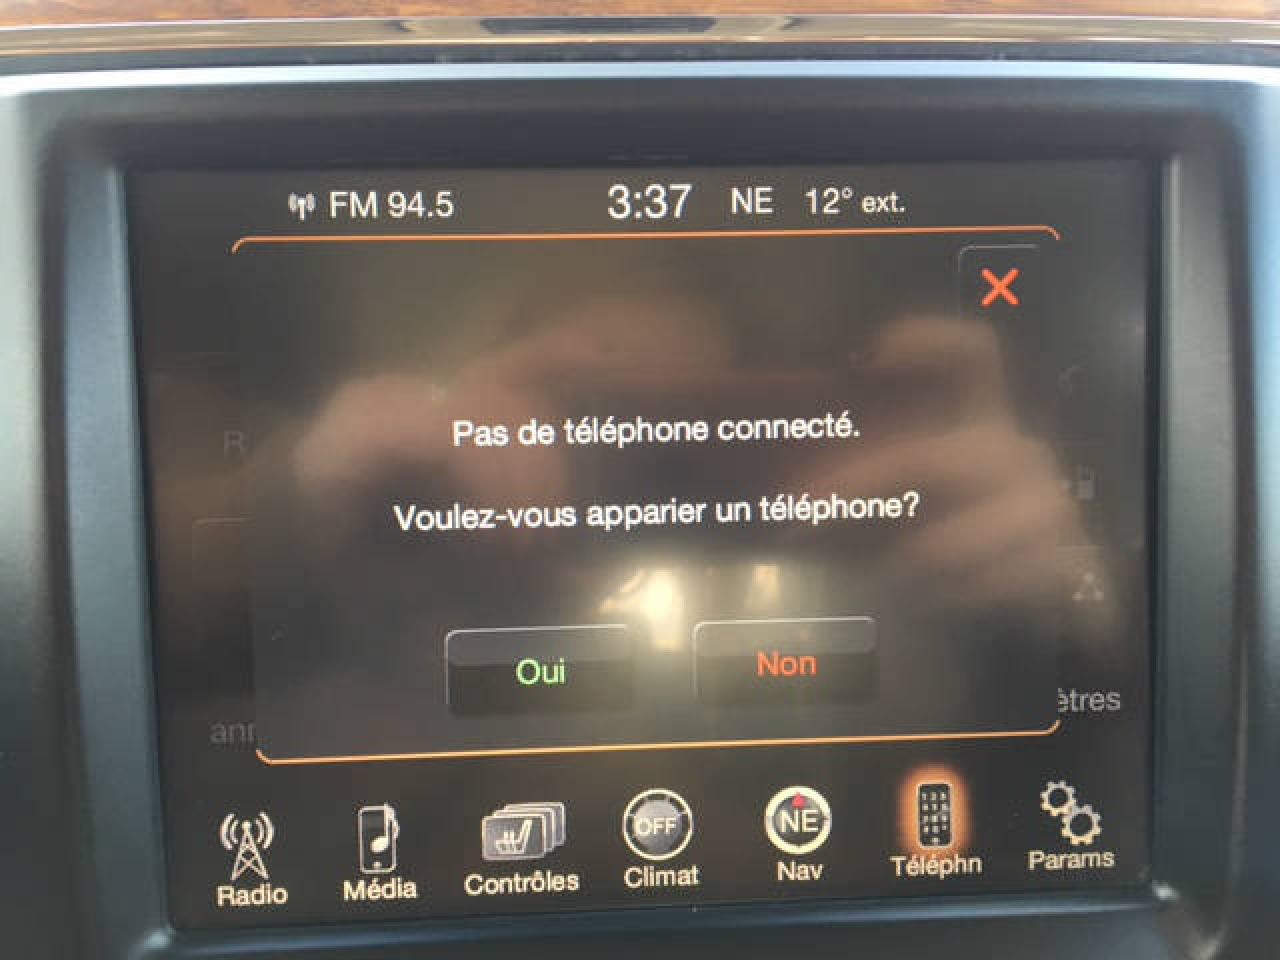 FM 94.5 3:37 NE 12° ext.
Pas de téléphone connecté.
Voulez-vous apparier un téléphone?
Oui Non
ètres
OFF NE
Radio Média Contrôles Climat Nav Téléphn Params